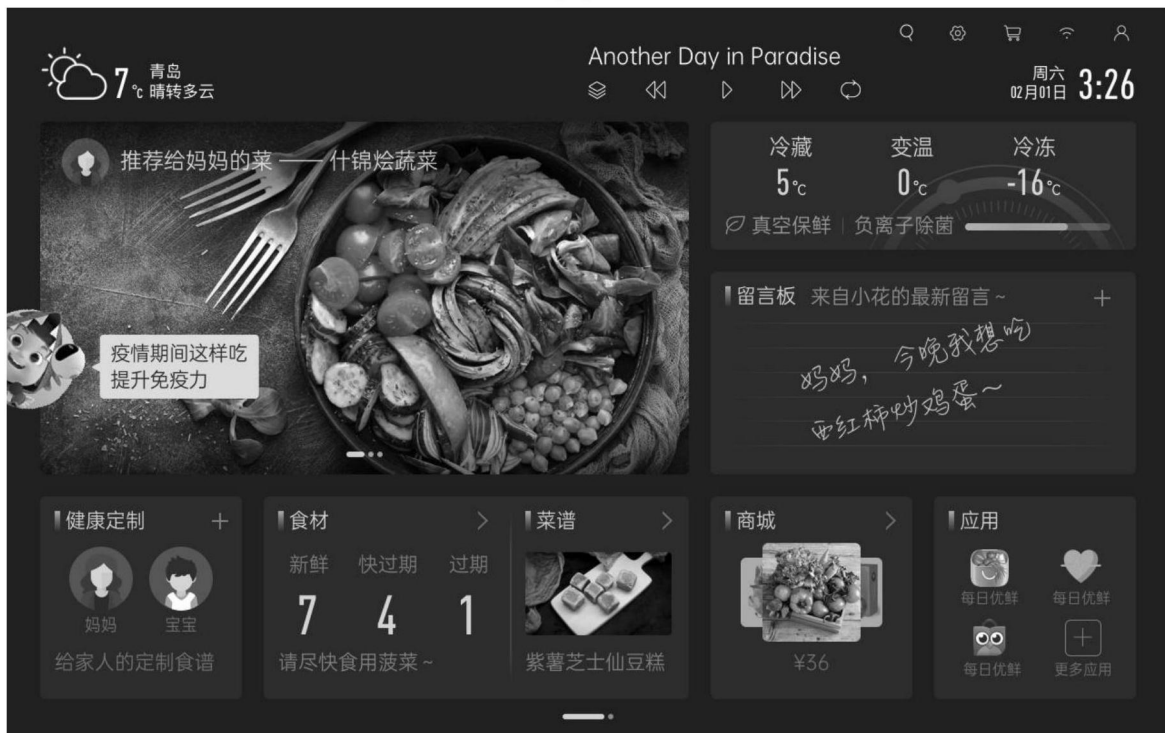 Another Day in Paradise
7℃
青岛
晴转多云
周六
02月01日
3:26
推荐给妈妈的菜 —— 什锦烩蔬菜
疫情期间这样吃
提升免疫力
冷藏 变温 冷冻
5℃ 0℃ -16℃
真空保鲜 | 负离子除菌
留言板 来自小花的最新留言~
妈妈，今晚我想吃
西红柿炒鸡蛋~
健康定制
妈妈 宝宝
给家人的定制食谱
食材
新鲜 快过期 过期
7 4 1
请尽快食用菠菜~
菜谱
紫薯芝士仙豆糕
商城
¥36
应用
每日优鲜 每日优鲜
每日优鲜 更多应用